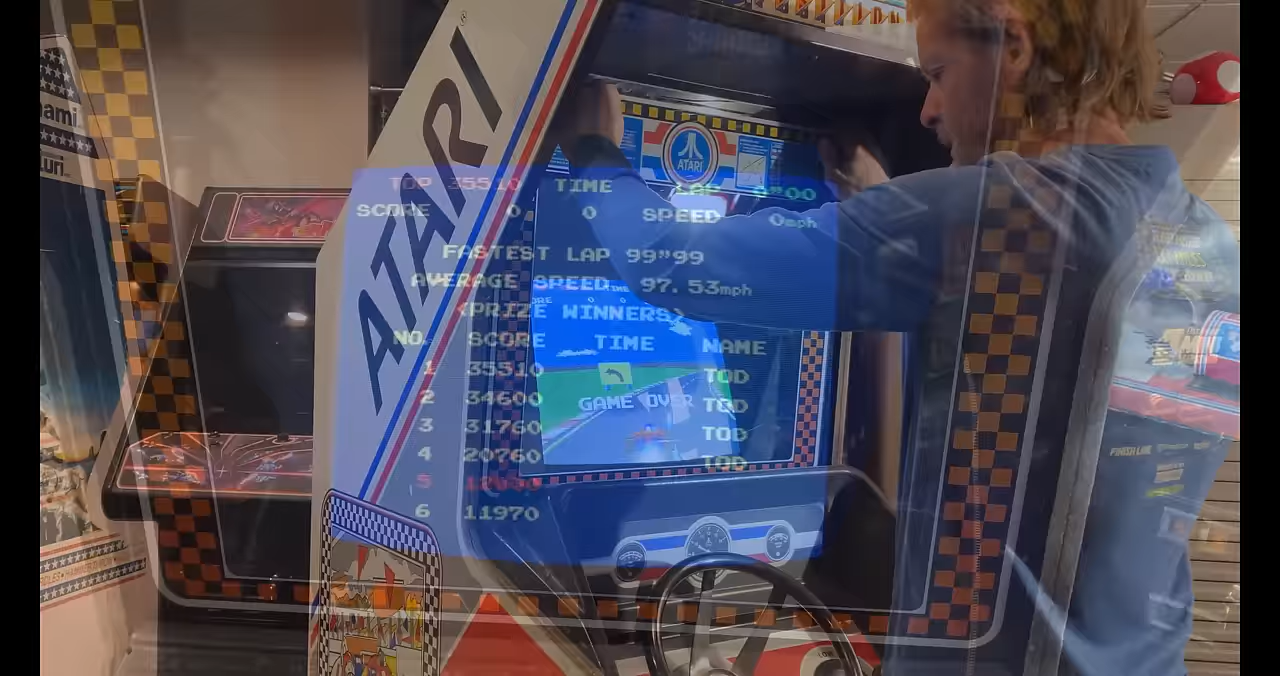 ATARI
ATARI
TOP 35510 TIME LAP 0"00
SCORE 0 0 SPEED 0mph
FASTEST LAP 99"99
AVERAGE SPEED 97.53mph
<PRIZE WINNERS>
NO. SCORE TIME NAME
1 35510 TOD
2 34600 TOD
3 31760 TOD
4 20760 TOD
5
6 11970
GAME OVER
FINISH LINE